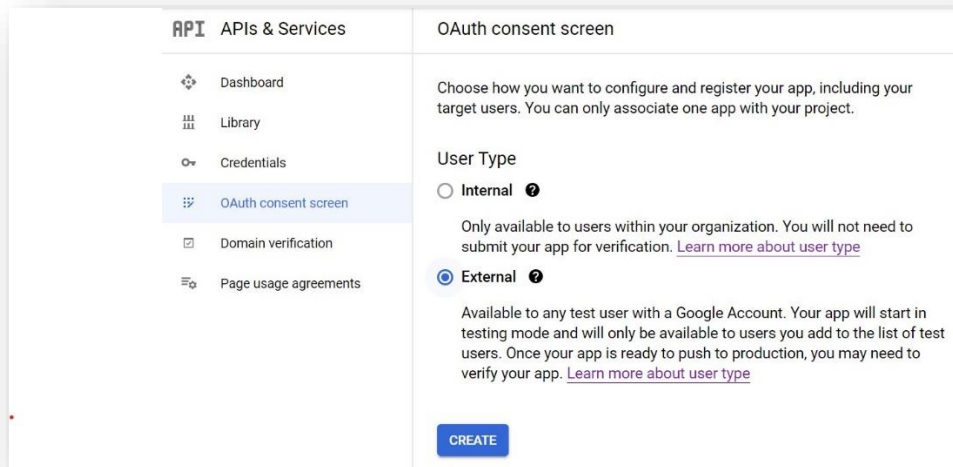 API APIs & Services
OAuth consent screen
Dashboard
Library
Credentials
OAuth consent screen
Domain verification
Page usage agreements
Choose how you want to configure and register your app, including your
target users. You can only associate one app with your project.
User Type
Internal
Only available to users within your organization. You will not need to
submit your app for verification. Learn more about user type
External
Available to any test user with a Google Account. Your app will start in
testing mode and will only be available to users you add to the list of test
users. Once your app is ready to push to production, you may need to
verify your app. Learn more about user type
CREATE